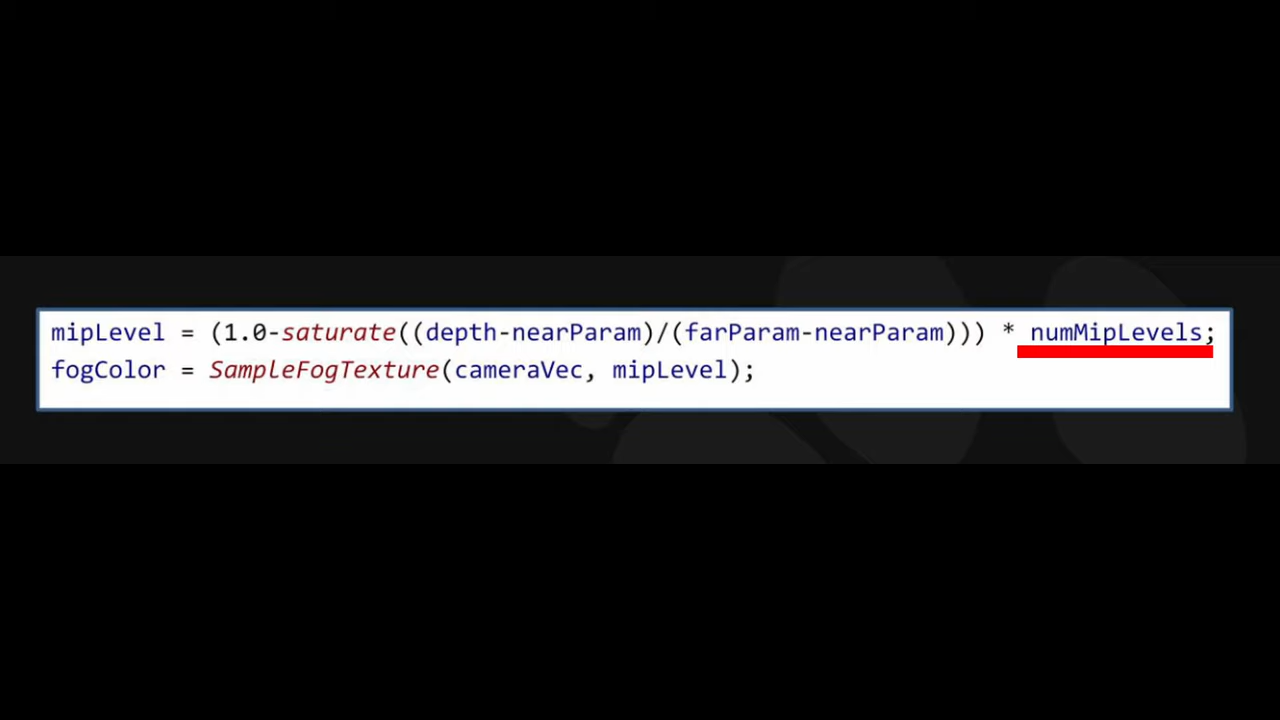 mipLevel = (1.0-saturate((depth-nearParam)/(farParam-nearParam))) * numMipLevels;
fogColor = SampleFogTexture(cameraVec, mipLevel);